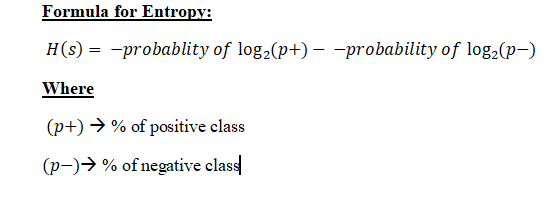 Formula for Entropy:
H(s) = −probablity of log₂(p+) − −probability of log₂(p−)
Where
(p+) → % of positive class
(p−)→ % of negative class